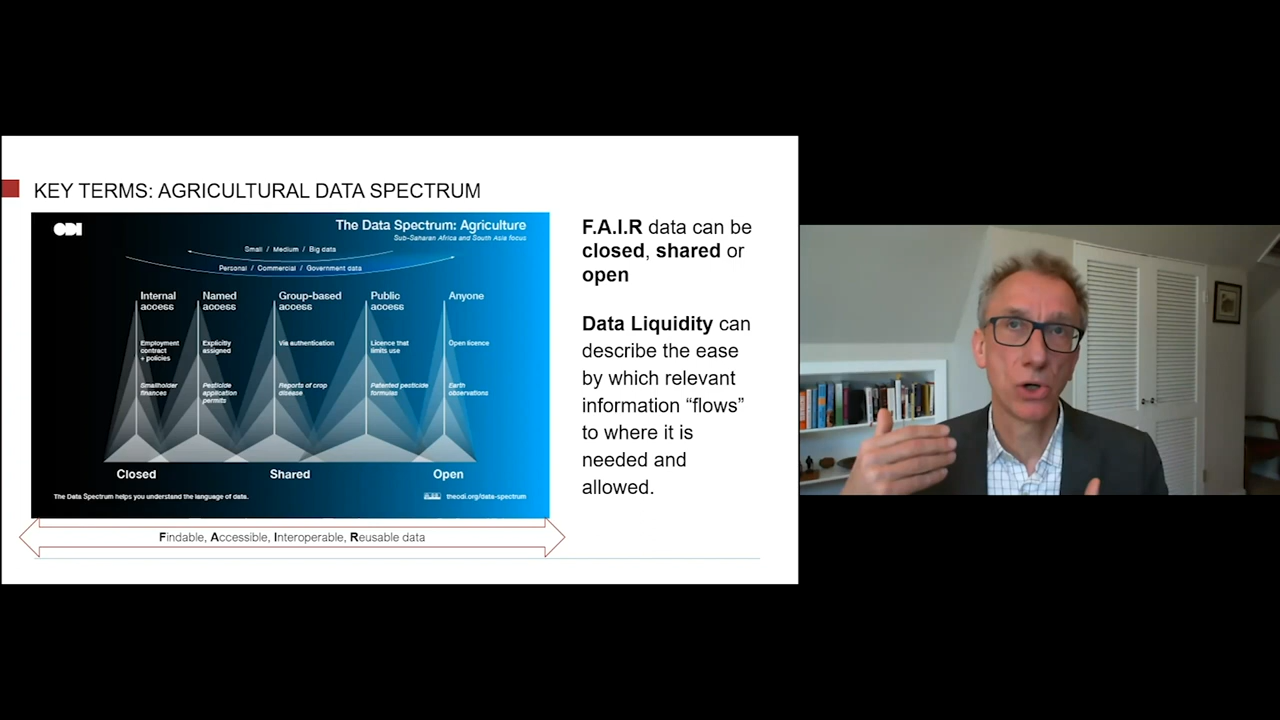 KEY TERMS: AGRICULTURAL DATA SPECTRUM
ODI
The Data Spectrum: Agriculture
Sub-Saharan Africa and South Asia focus
Small / Medium / Big data
Personal / Commercial / Government data
Internal access
Named access
Group-based access
Public access
Anyone
Employment contract + policies
Explicitly assigned
Via authentication
Licence that limits use
Open licence
Smallholder finances
Pesticide application permits
Reports of crop disease
Patented pesticide formulas
Earth observations
Closed
Shared
Open
The Data Spectrum helps you understand the language of data.
theodi.org/data-spectrum
Findable, Accessible, Interoperable, Reusable data
F.A.I.R data can be
closed, shared or
open
Data Liquidity can
describe the ease
by which relevant
information “flows”
to where it is
needed and
allowed.